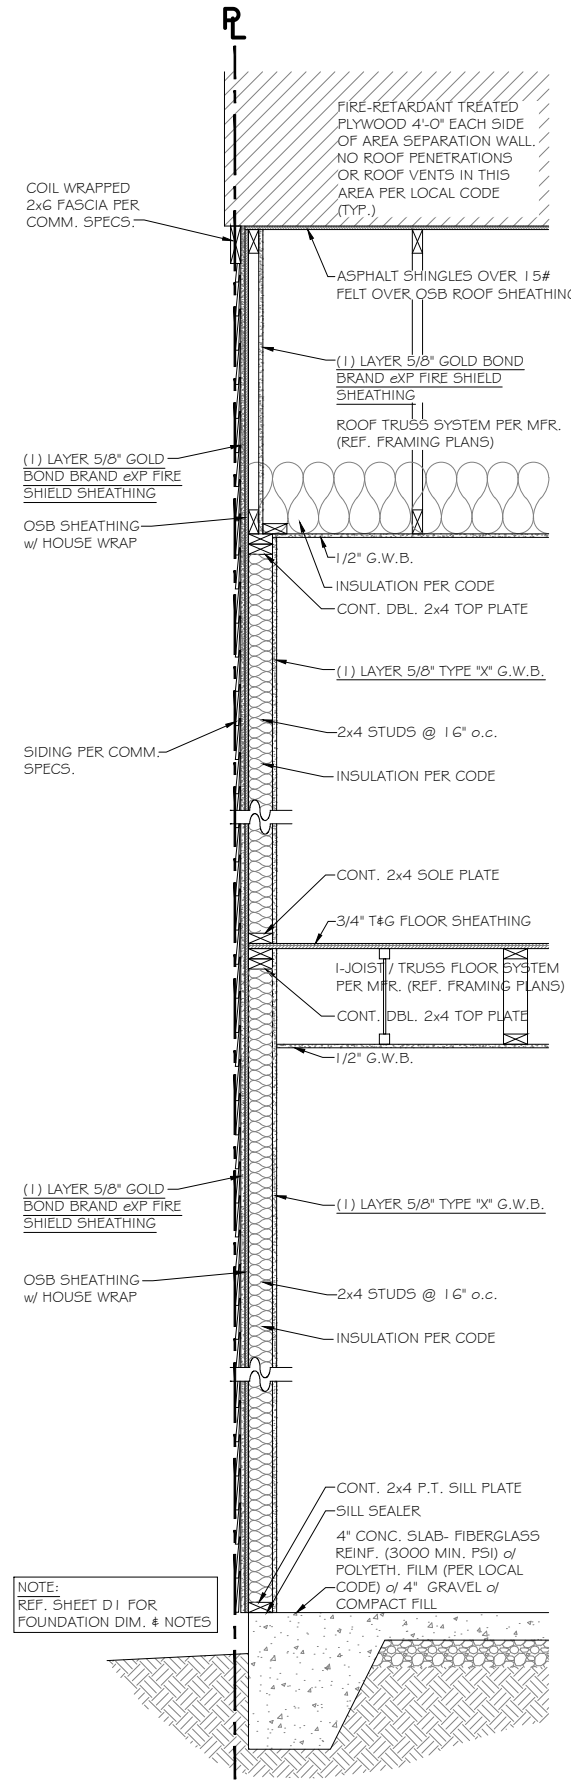 PL
FIRE-RETARDANT TREATED
PLYWOOD 4'-0" EACH SIDE
OF AREA SEPARATION WALL.
NO ROOF PENETRATIONS
OR ROOF VENTS IN THIS
AREA PER LOCAL CODE
(TYP.)
COIL WRAPPED
2x6 FASCIA PER
COMM. SPECS.
ASPHALT SHINGLES OVER 15#
FELT OVER OSB ROOF SHEATHING
(1) LAYER 5/8" GOLD BOND
BRAND eXP FIRE SHIELD
SHEATHING
ROOF TRUSS SYSTEM PER MFR.
(REF. FRAMING PLANS)
(1) LAYER 5/8" GOLD
BOND BRAND eXP FIRE
SHIELD SHEATHING
OSB SHEATHING
w/ HOUSE WRAP
1/2" G.W.B.
INSULATION PER CODE
CONT. DBL. 2x4 TOP PLATE
(1) LAYER 5/8" TYPE "X" G.W.B.
2x4 STUDS @ 16" o.c.
SIDING PER COMM.
SPECS.
INSULATION PER CODE
CONT. 2x4 SOLE PLATE
3/4" T&G FLOOR SHEATHING
I-JOIST / TRUSS FLOOR SYSTEM
PER MFR. (REF. FRAMING PLANS)
CONT. DBL. 2x4 TOP PLATE
1/2" G.W.B.
(1) LAYER 5/8" GOLD
BOND BRAND eXP FIRE
SHIELD SHEATHING
(1) LAYER 5/8" TYPE "X" G.W.B.
OSB SHEATHING
w/ HOUSE WRAP
2x4 STUDS @ 16" o.c.
INSULATION PER CODE
CONT. 2x4 P.T. SILL PLATE
SILL SEALER
4" CONC. SLAB- FIBERGLASS
REINF. (3000 MIN. PSI) o/
POLYETH. FILM (PER LOCAL
CODE) o/ 4" GRAVEL o/
COMPACT FILL
NOTE:
REF. SHEET D1 FOR
FOUNDATION DIM. & NOTES